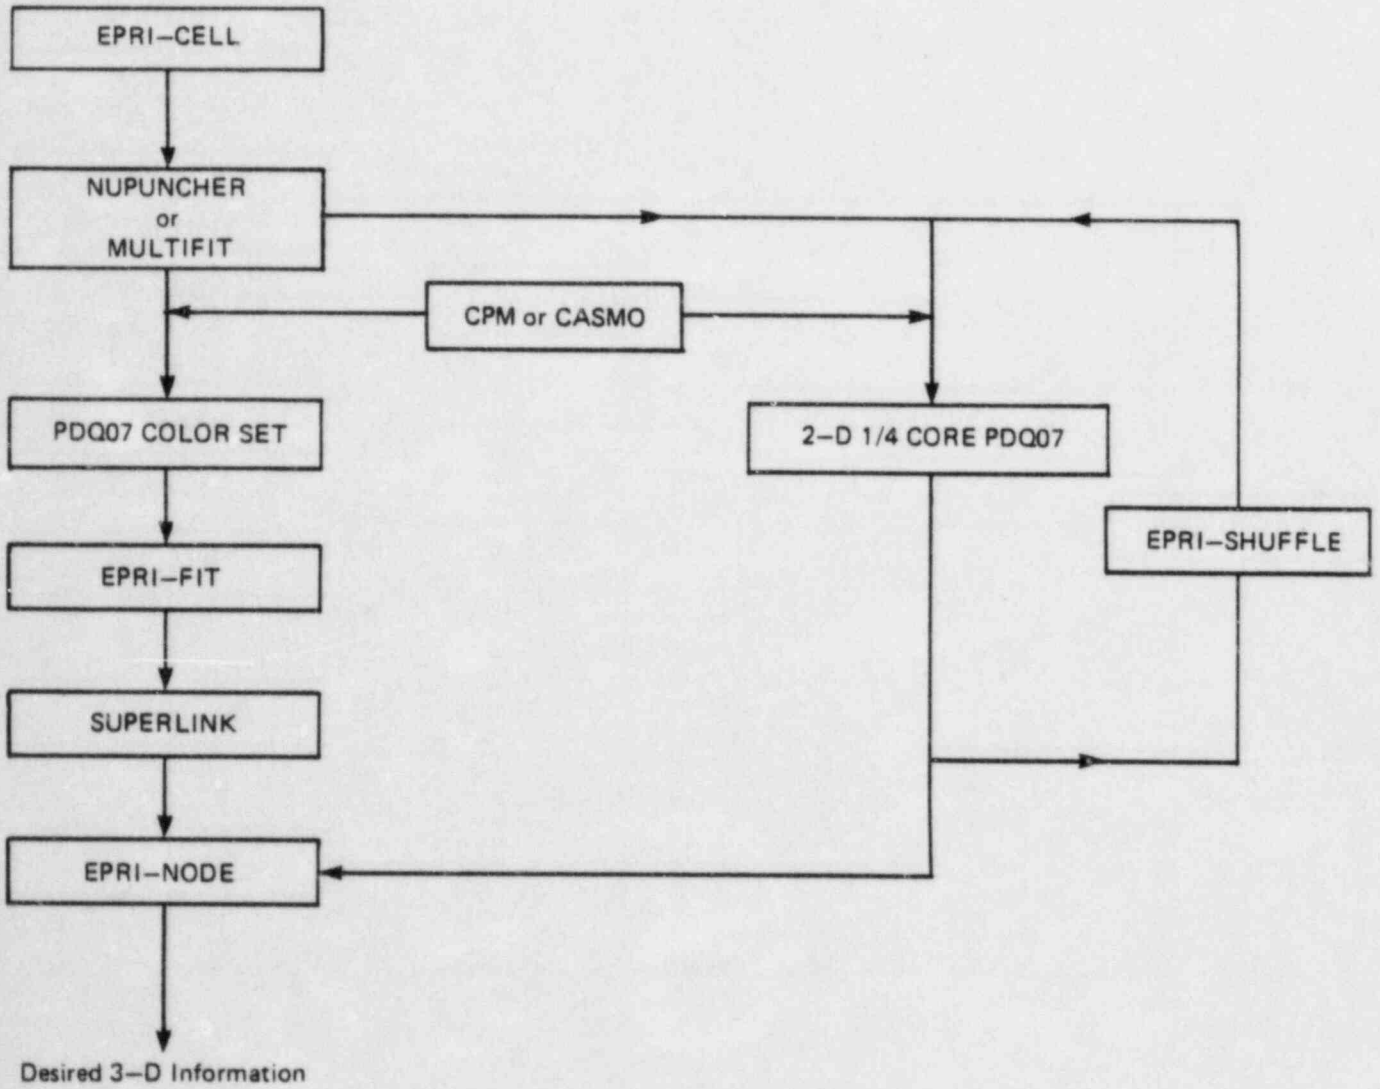 EPRI–CELL
NUPUNCHER
or
MULTIFIT
CPM or CASMO
PDQ07 COLOR SET
2–D 1/4 CORE PDQ07
EPRI–SHUFFLE
EPRI–FIT
SUPERLINK
EPRI–NODE
Desired 3–D Information